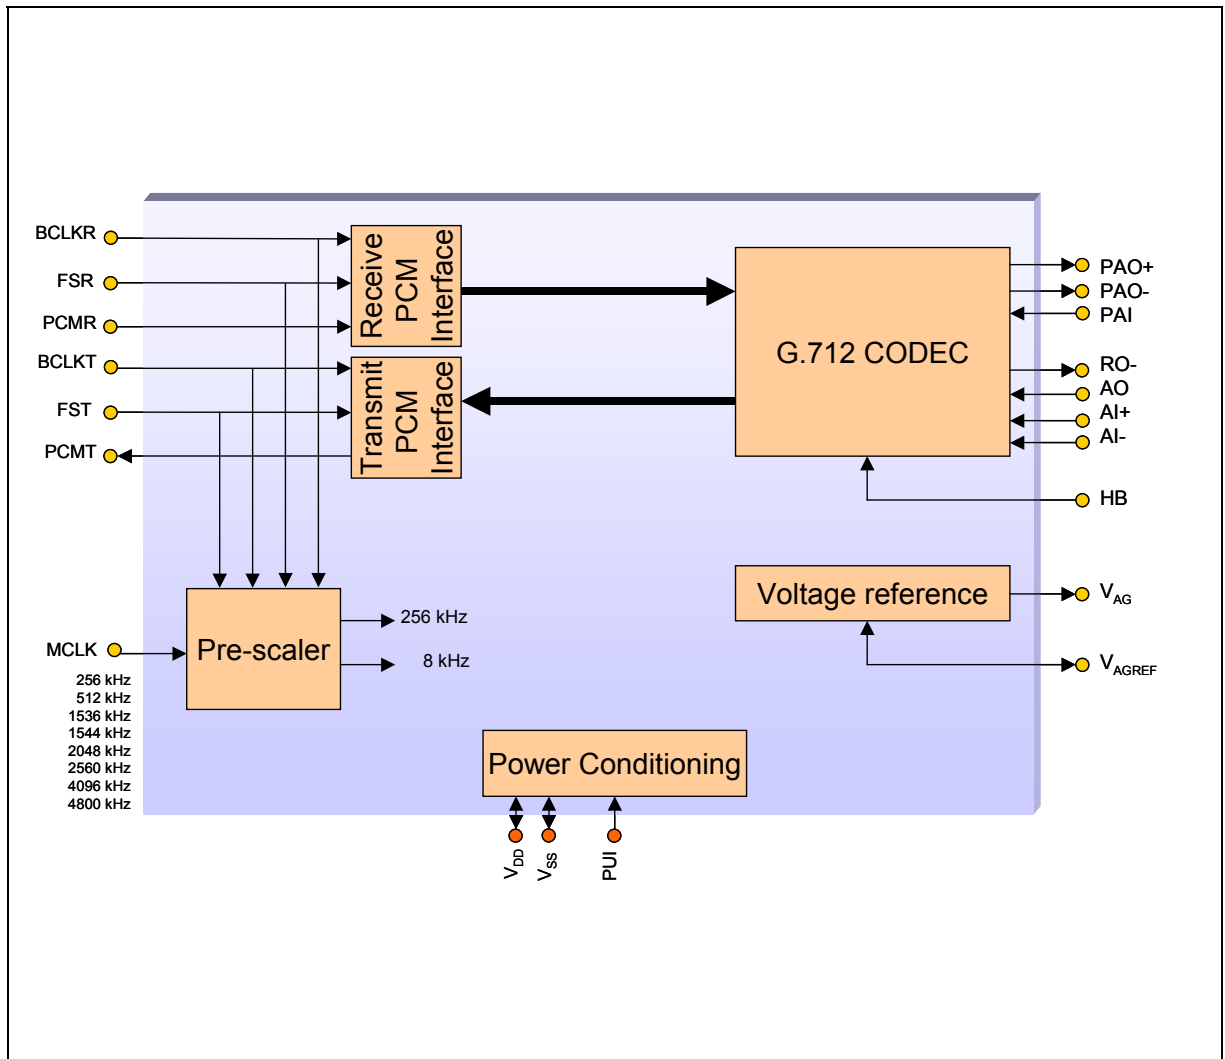 BCLKR
FSR
PCMR
BCLKT
FST
PCMT
Receive
PCM
Interface
Transmit
PCM
Interface
G.712 CODEC
PAO+
PAO-
PAI
RO-
AO
AI+
AI-
HB
Voltage reference
VAG
VAGREF
MCLK
256 kHz
512 kHz
1536 kHz
1544 kHz
2048 kHz
2560 kHz
4096 kHz
4800 kHz
Pre-scaler
256 kHz
8 kHz
Power Conditioning
VDD
VSS
PUI